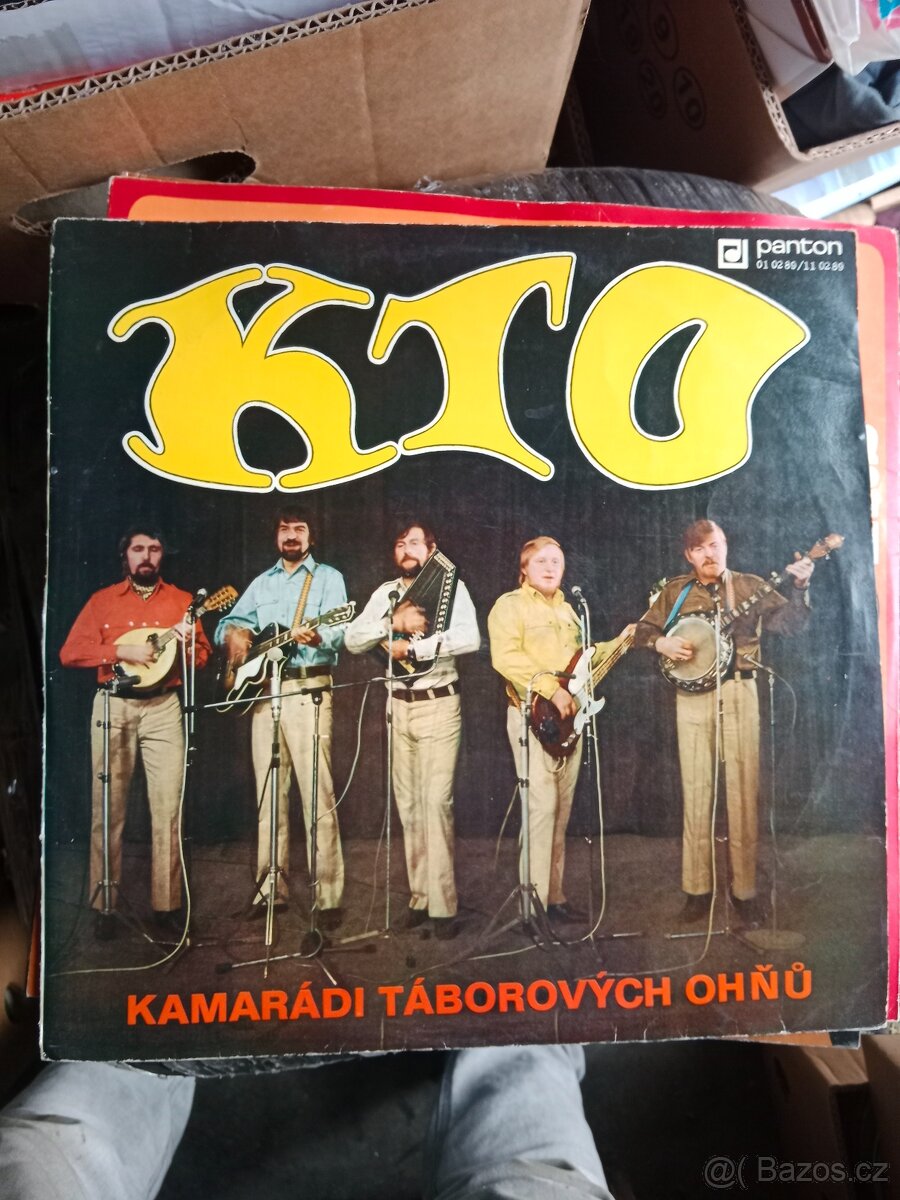 panton
01 0289/11 0289
KTO
KAMARÁDI TÁBOROVÝCH OHŇŮ
@( Bazos.cz